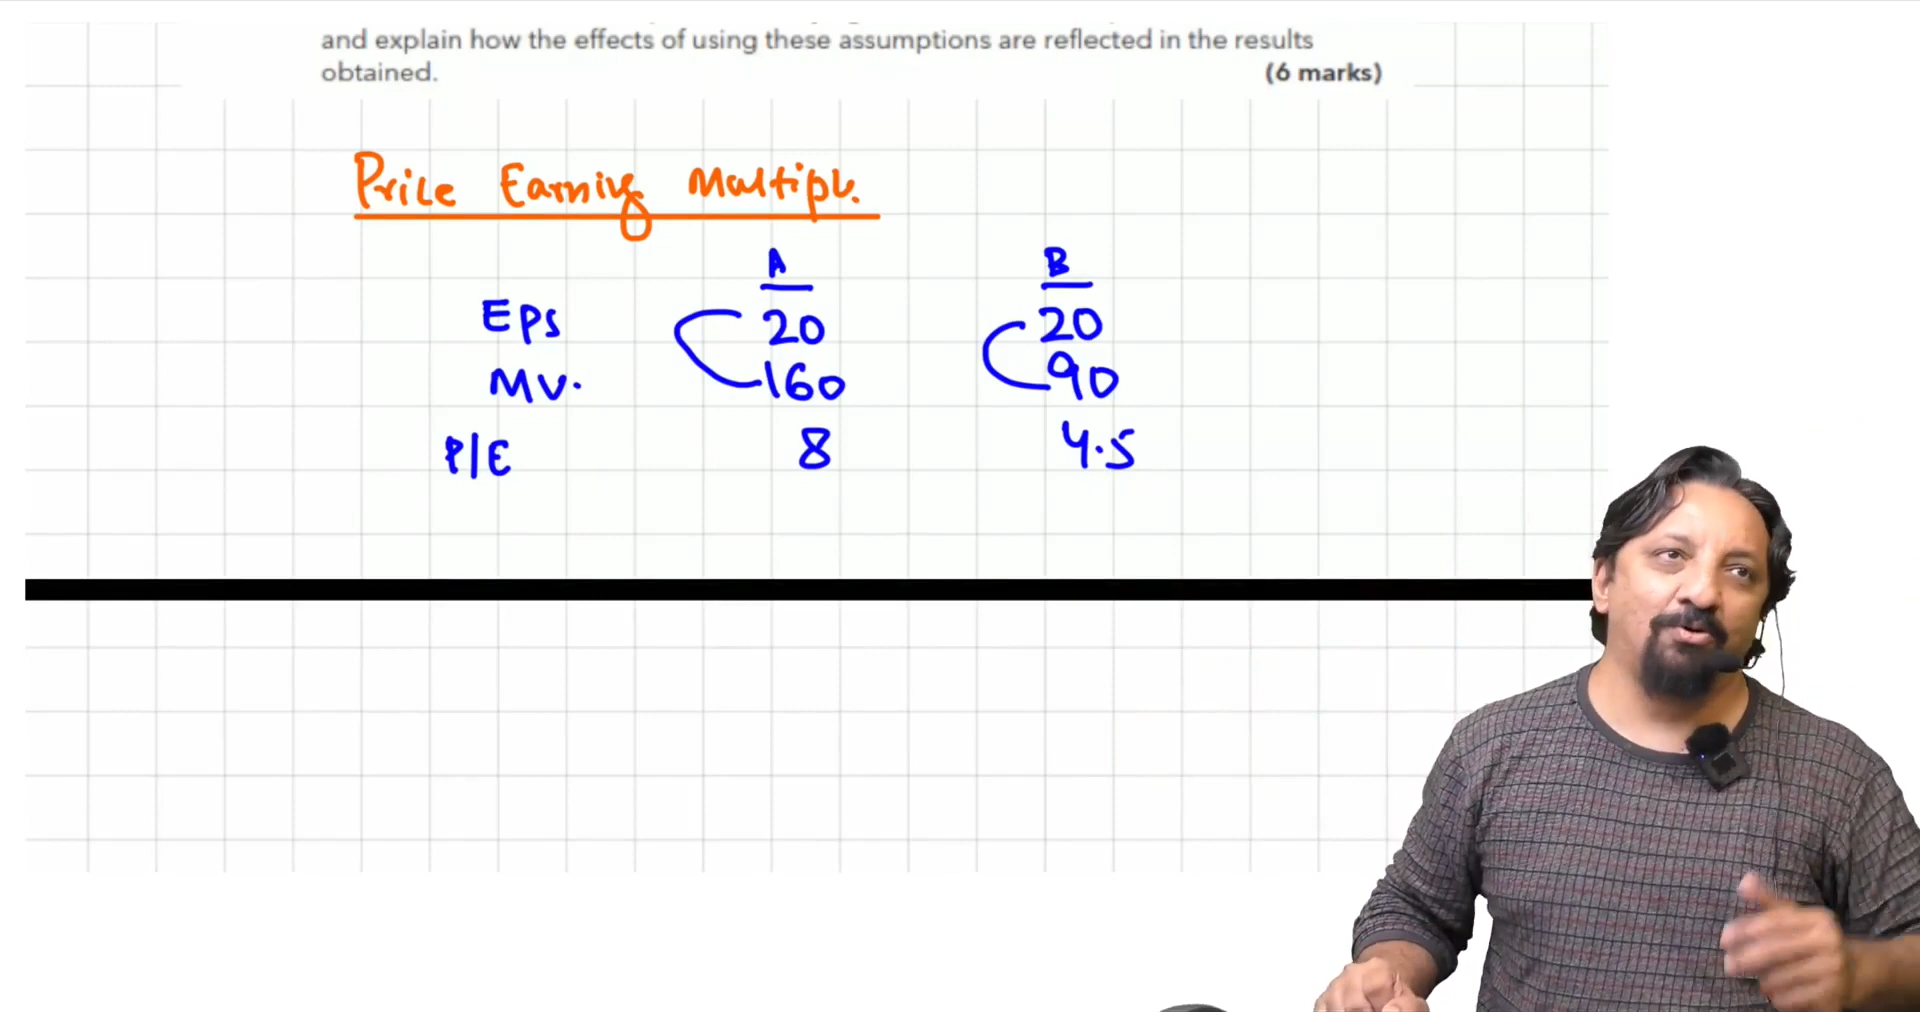 and explain how the effects of using these assumptions are reflected in the results
obtained. (6 marks)
Price Earning Multiple.
A B
Eps 20 20
MV. 160 90
P/E 8 4.5